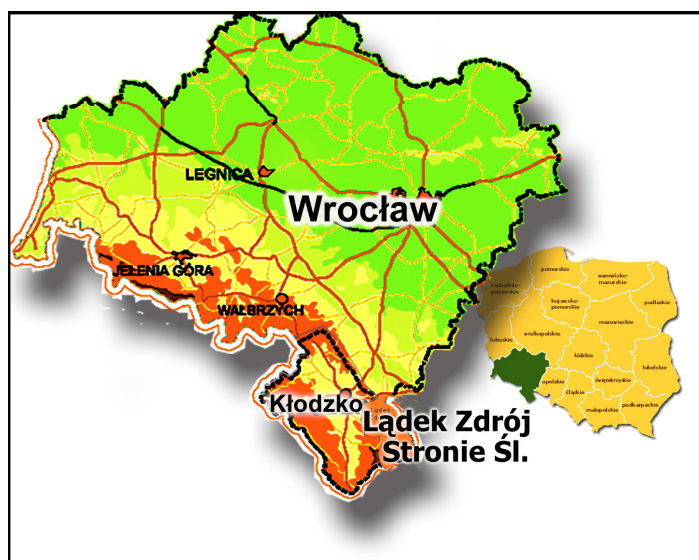 LEGNICA
Wrocław
JELENIA GÓRA
WAŁBRZYCH
Kłodzko
Lądek
Lądek Zdrój
Stronie Śl.
pomorskie
warmińsko-
mazurskie
zachodnio-
pomorskie
podlaskie
kujawsko-
pomorskie
mazowieckie
lubuskie
wielkopolskie
łódzkie
lubelskie
opolskie
śląskie
świętokrzyskie
małopolskie
podkarpackie